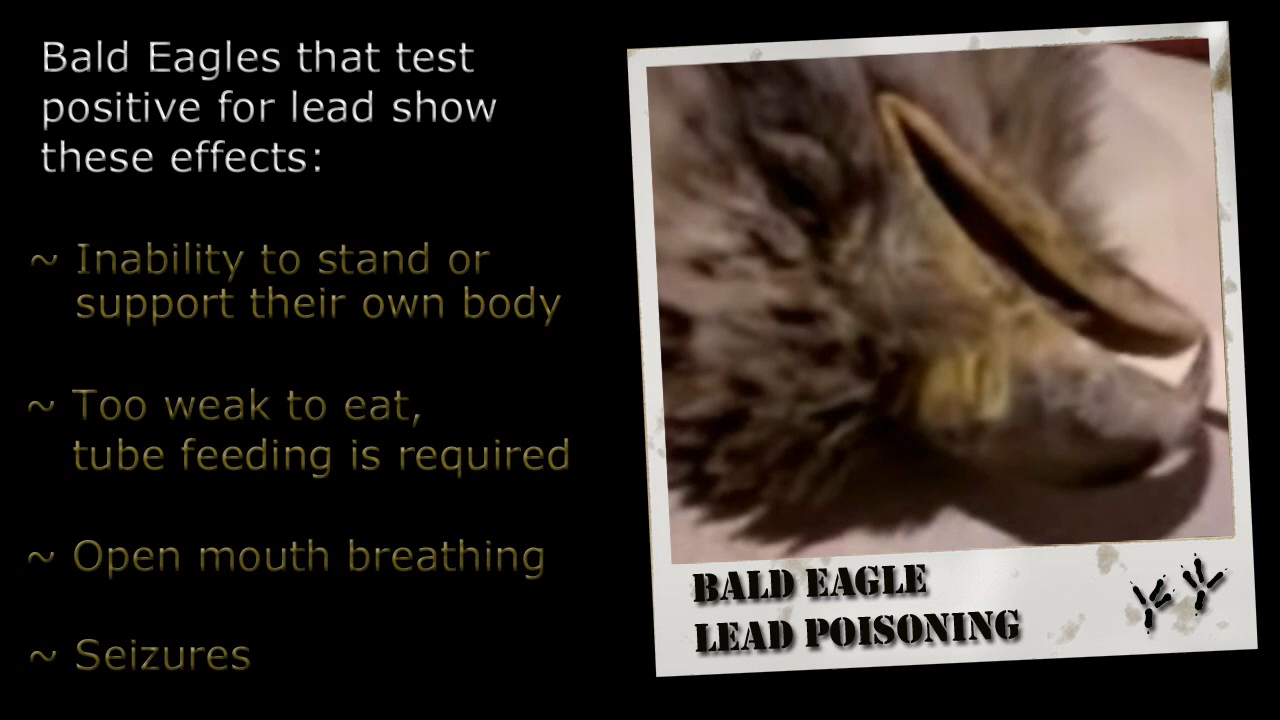 Bald Eagles that test
positive for lead show
these effects:
~ Inability to stand or
support their own body
~ Too weak to eat,
tube feeding is required
~ Open mouth breathing
~ Seizures
BALD EAGLE
LEAD POISONING